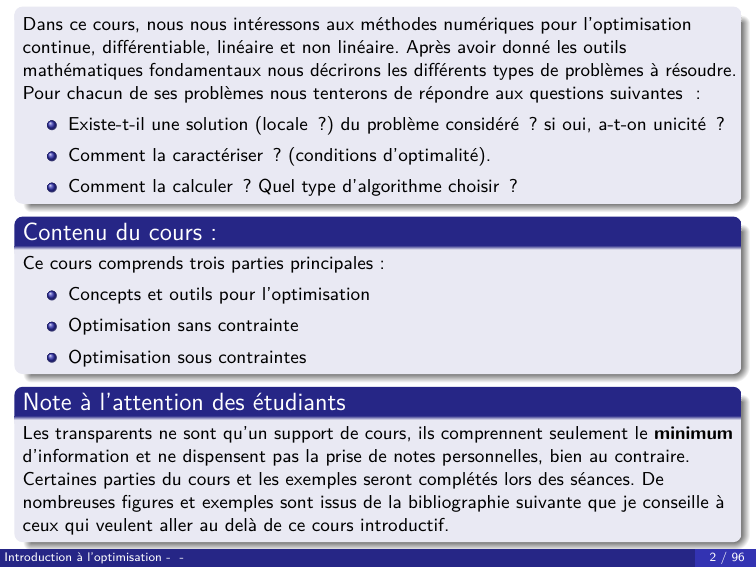 Dans ce cours, nous nous intéressons aux méthodes numériques pour l'optimisation
continue, différentiable, linéaire et non linéaire. Après avoir donné les outils
mathématiques fondamentaux nous décrirons les différents types de problèmes à résoudre.
Pour chacun de ses problèmes nous tenterons de répondre aux questions suivantes :
Existe-t-il une solution (locale ?) du problème considéré ? si oui, a-t-on unicité ?
Comment la caractériser ? (conditions d'optimalité).
Comment la calculer ? Quel type d'algorithme choisir ?
Contenu du cours :
Ce cours comprends trois parties principales :
Concepts et outils pour l'optimisation
Optimisation sans contrainte
Optimisation sous contraintes
Note à l'attention des étudiants
Les transparents ne sont qu'un support de cours, ils comprennent seulement le minimum
d'information et ne dispensent pas la prise de notes personnelles, bien au contraire.
Certaines parties du cours et les exemples seront complétés lors des séances. De
nombreuses figures et exemples sont issus de la bibliographie suivante que je conseille à
ceux qui veulent aller au delà de ce cours introductif.
Introduction à l'optimisation - - 2 / 96